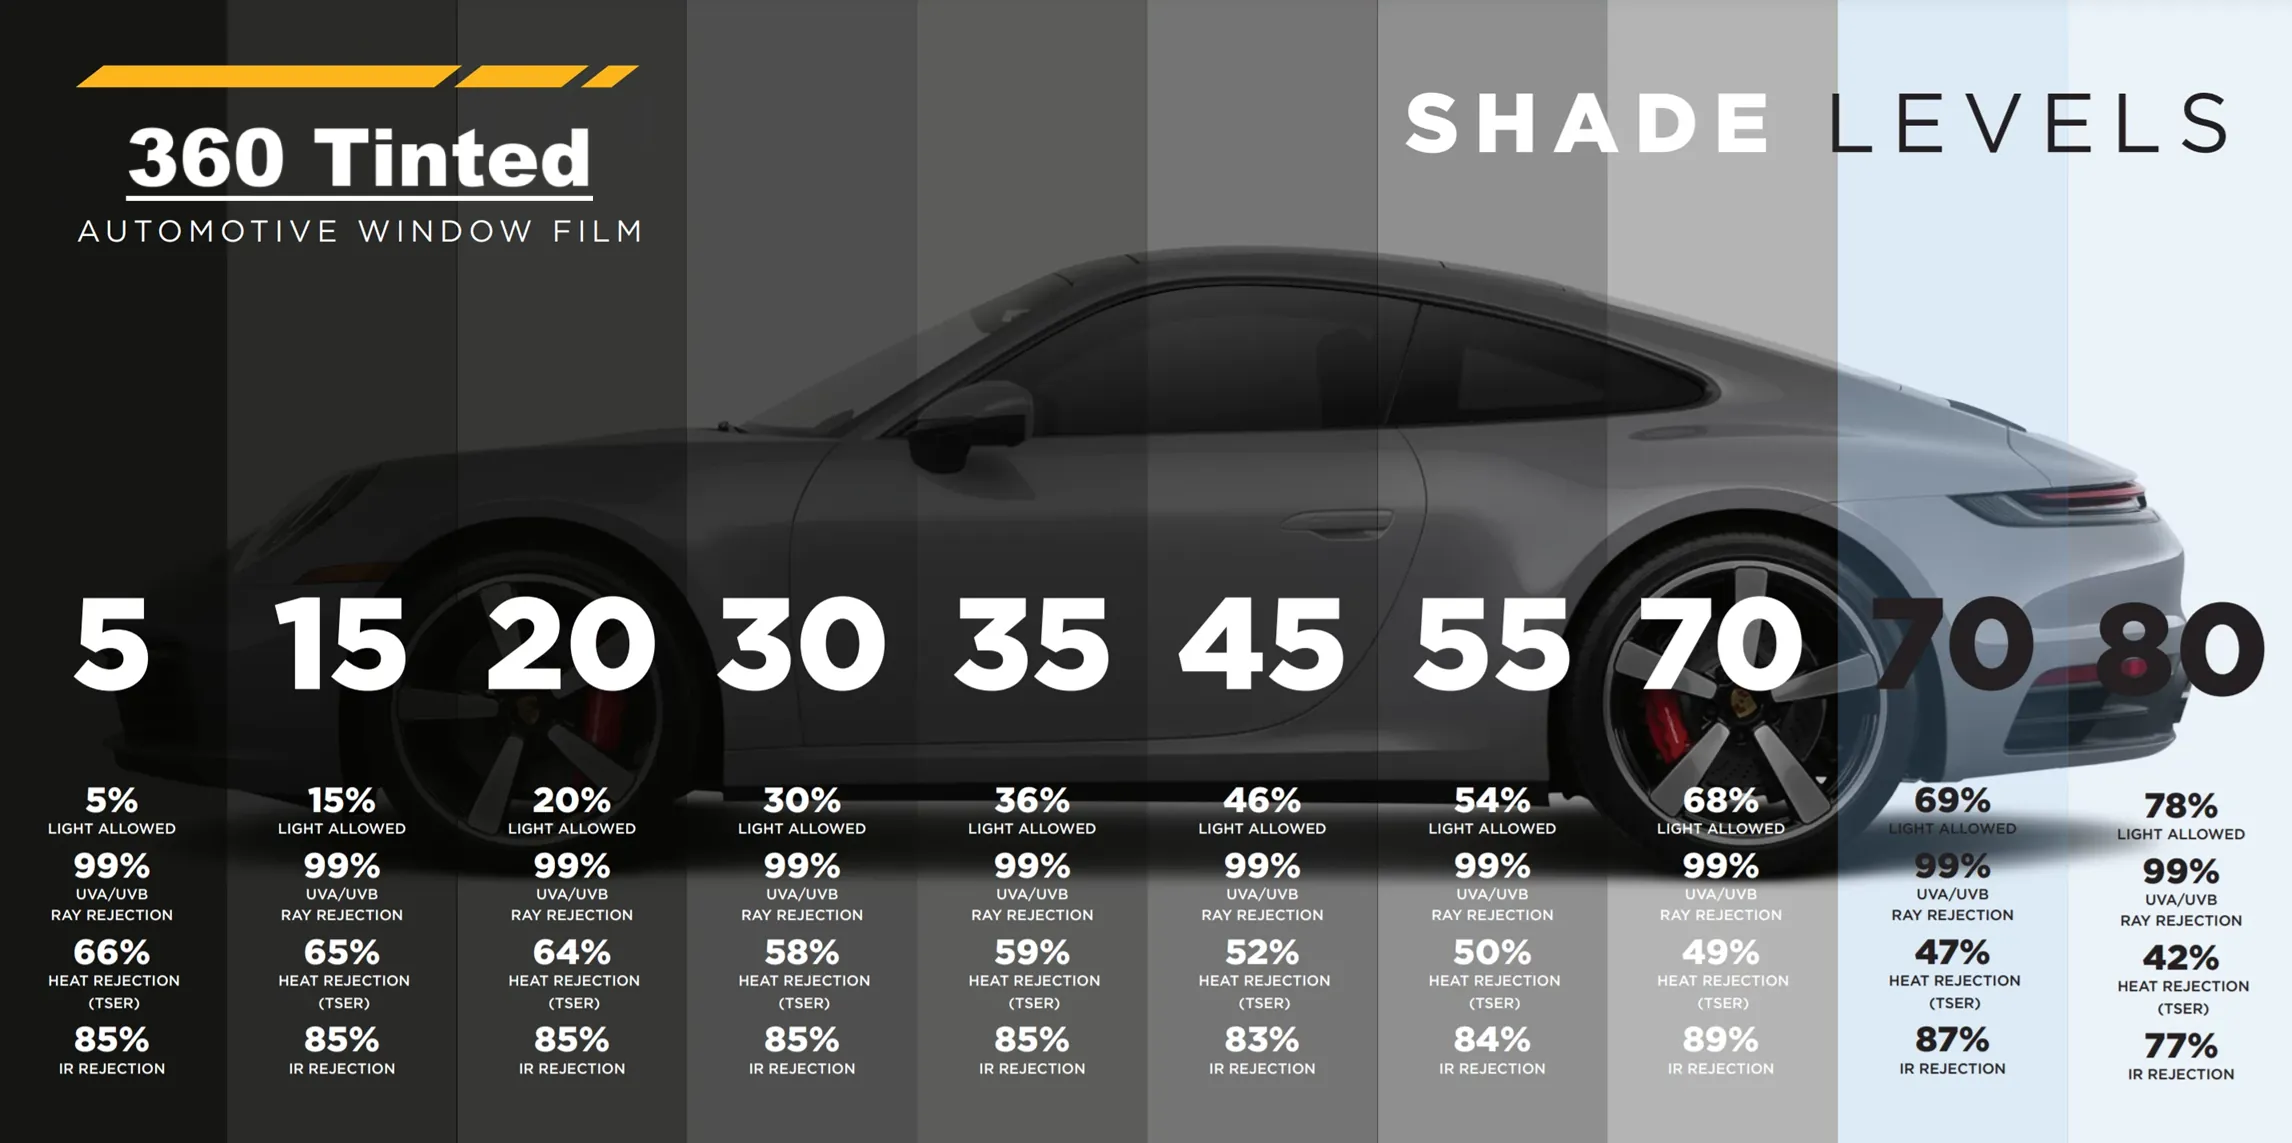 360 Tinted
AUTOMOTIVE WINDOW FILM
SHADE LEVELS
5
5%
LIGHT ALLOWED
99%
UVA/UVB
RAY REJECTION
66%
HEAT REJECTION
(TSER)
85%
IR REJECTION
15
15%
LIGHT ALLOWED
99%
UVA/UVB
RAY REJECTION
65%
HEAT REJECTION
(TSER)
85%
IR REJECTION
20
20%
LIGHT ALLOWED
99%
UVA/UVB
RAY REJECTION
64%
HEAT REJECTION
(TSER)
85%
IR REJECTION
30
30%
LIGHT ALLOWED
99%
UVA/UVB
RAY REJECTION
58%
HEAT REJECTION
(TSER)
85%
IR REJECTION
35
36%
LIGHT ALLOWED
99%
UVA/UVB
RAY REJECTION
59%
HEAT REJECTION
(TSER)
85%
IR REJECTION
45
46%
LIGHT ALLOWED
99%
UVA/UVB
RAY REJECTION
52%
HEAT REJECTION
(TSER)
83%
IR REJECTION
55
54%
LIGHT ALLOWED
99%
UVA/UVB
RAY REJECTION
50%
HEAT REJECTION
(TSER)
84%
IR REJECTION
70
68%
LIGHT ALLOWED
99%
UVA/UVB
RAY REJECTION
49%
HEAT REJECTION
(TSER)
89%
IR REJECTION
70
69%
LIGHT ALLOWED
99%
UVA/UVB
RAY REJECTION
47%
HEAT REJECTION
(TSER)
87%
IR REJECTION
80
78%
LIGHT ALLOWED
99%
UVA/UVB
RAY REJECTION
42%
HEAT REJECTION
(TSER)
77%
IR REJECTION